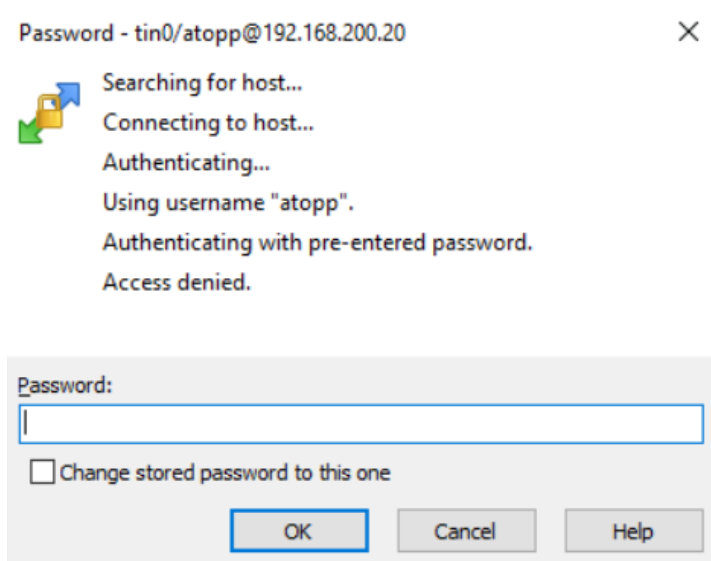 Password - tin0/atopp@192.168.200.20
Searching for host...
Connecting to host...
Authenticating...
Using username "atopp".
Authenticating with pre-entered password.
Access denied.
Password:
Change stored password to this one
OK Cancel Help